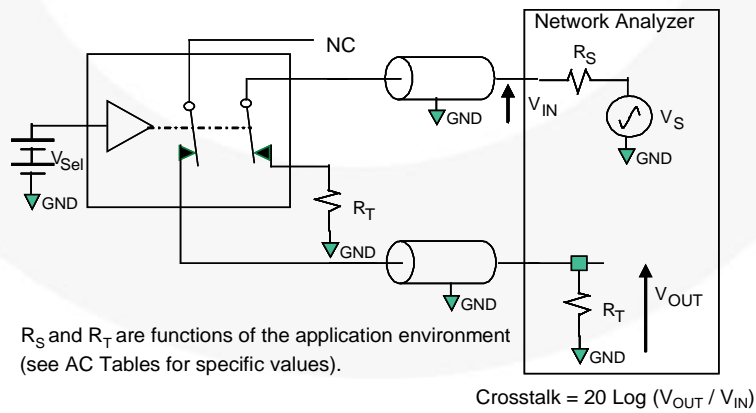 Network Analyzer
NC
R_S
V_IN
V_S
GND
GND
V_Sel
GND
R_T
GND
GND
V_OUT
R_T
GND
R_S and R_T are functions of the application environment
(see AC Tables for specific values).
Crosstalk = 20 Log (V_OUT / V_IN)